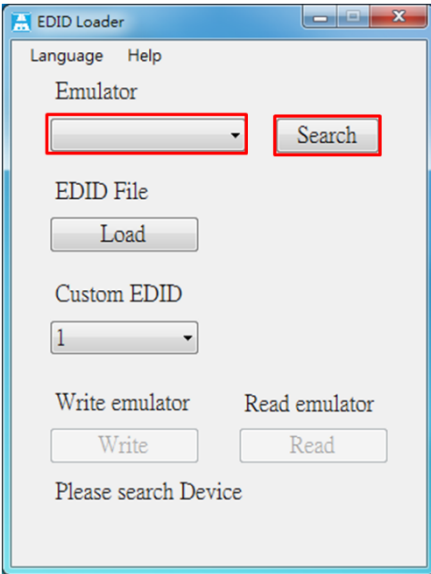 EDID Loader
Language Help
Emulator
Search
EDID File
Load
Custom EDID
1
Write emulator Read emulator
Write Read
Please search Device